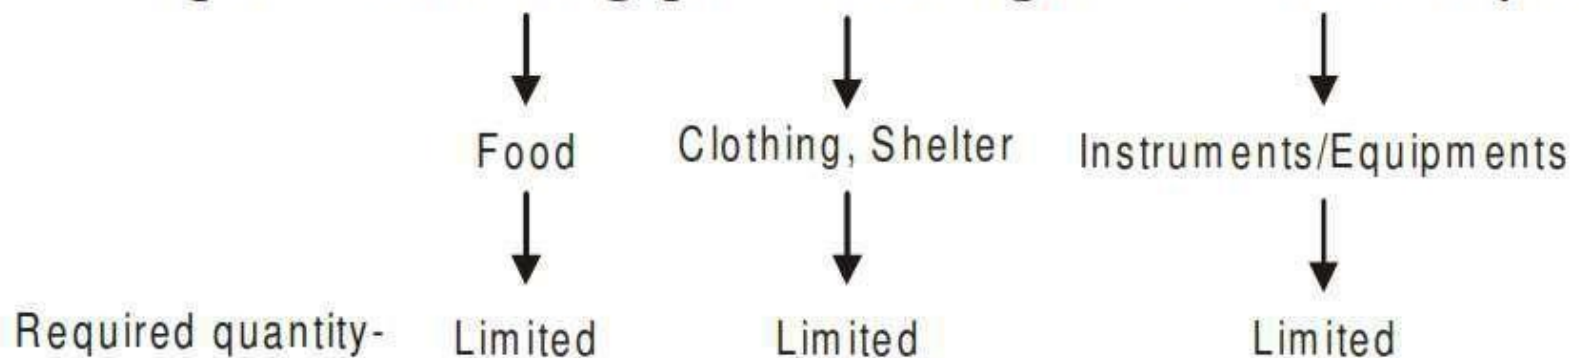 Food Clothing, Shelter Instruments/Equipments
Required quantity- Limited Limited Limited